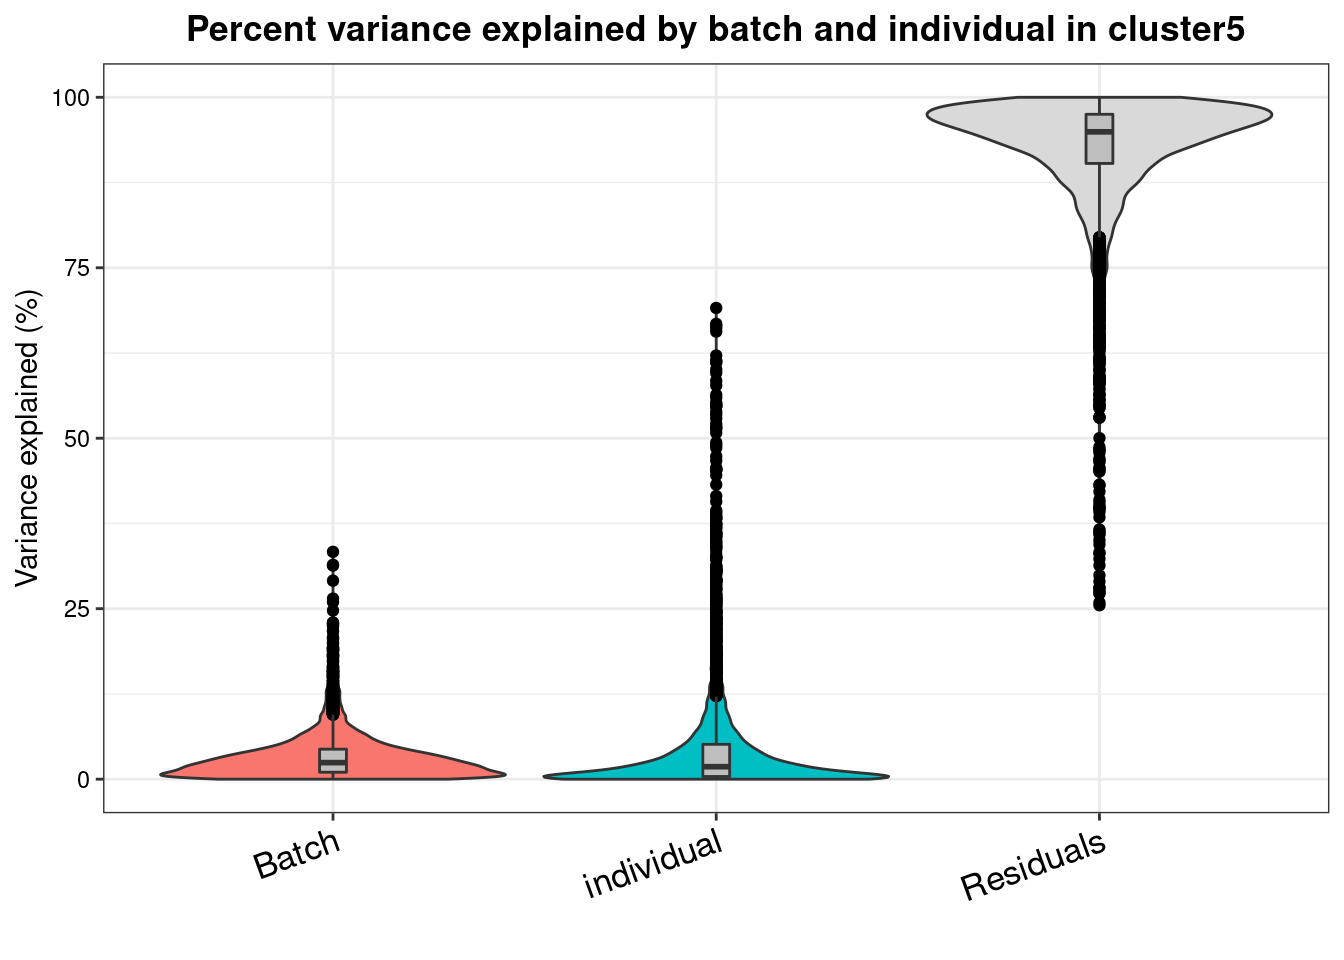 Percent variance explained by batch and individual in cluster5
Variance explained (%)
100
75
50
25
0
Batch
individual
Residuals